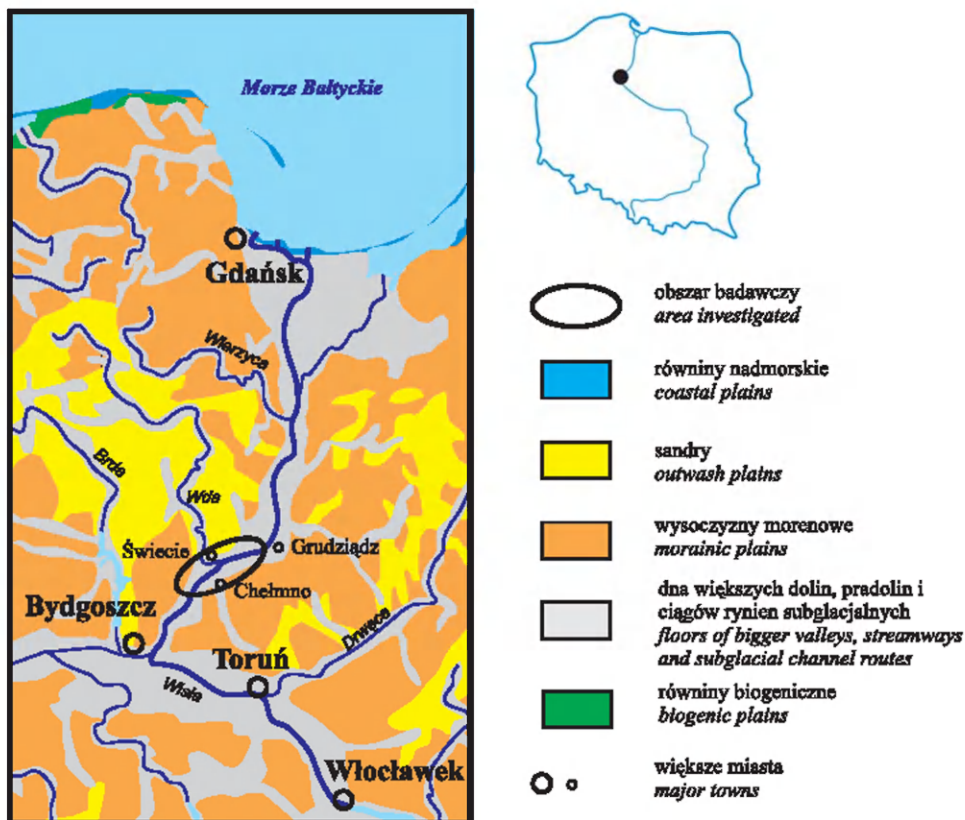 Morze Bałtyckie
Gdańsk
Wierzyca
Brda
Wda
Świecie
Grudziądz
Chełmno
Bydgoszcz
Toruń
Drwęca
Wisła
Włocławek
obszar badawczy
area investigated
równiny nadmorskie
coastal plains
sandry
outwash plains
wysoczyzny morenowe
morainic plains
dna większych dolin, pradolin i
ciągów rynien subglacjalnych
floors of bigger valleys, streamways
and subglacial channel routes
równiny biogeniczne
biogenic plains
większe miasta
major towns